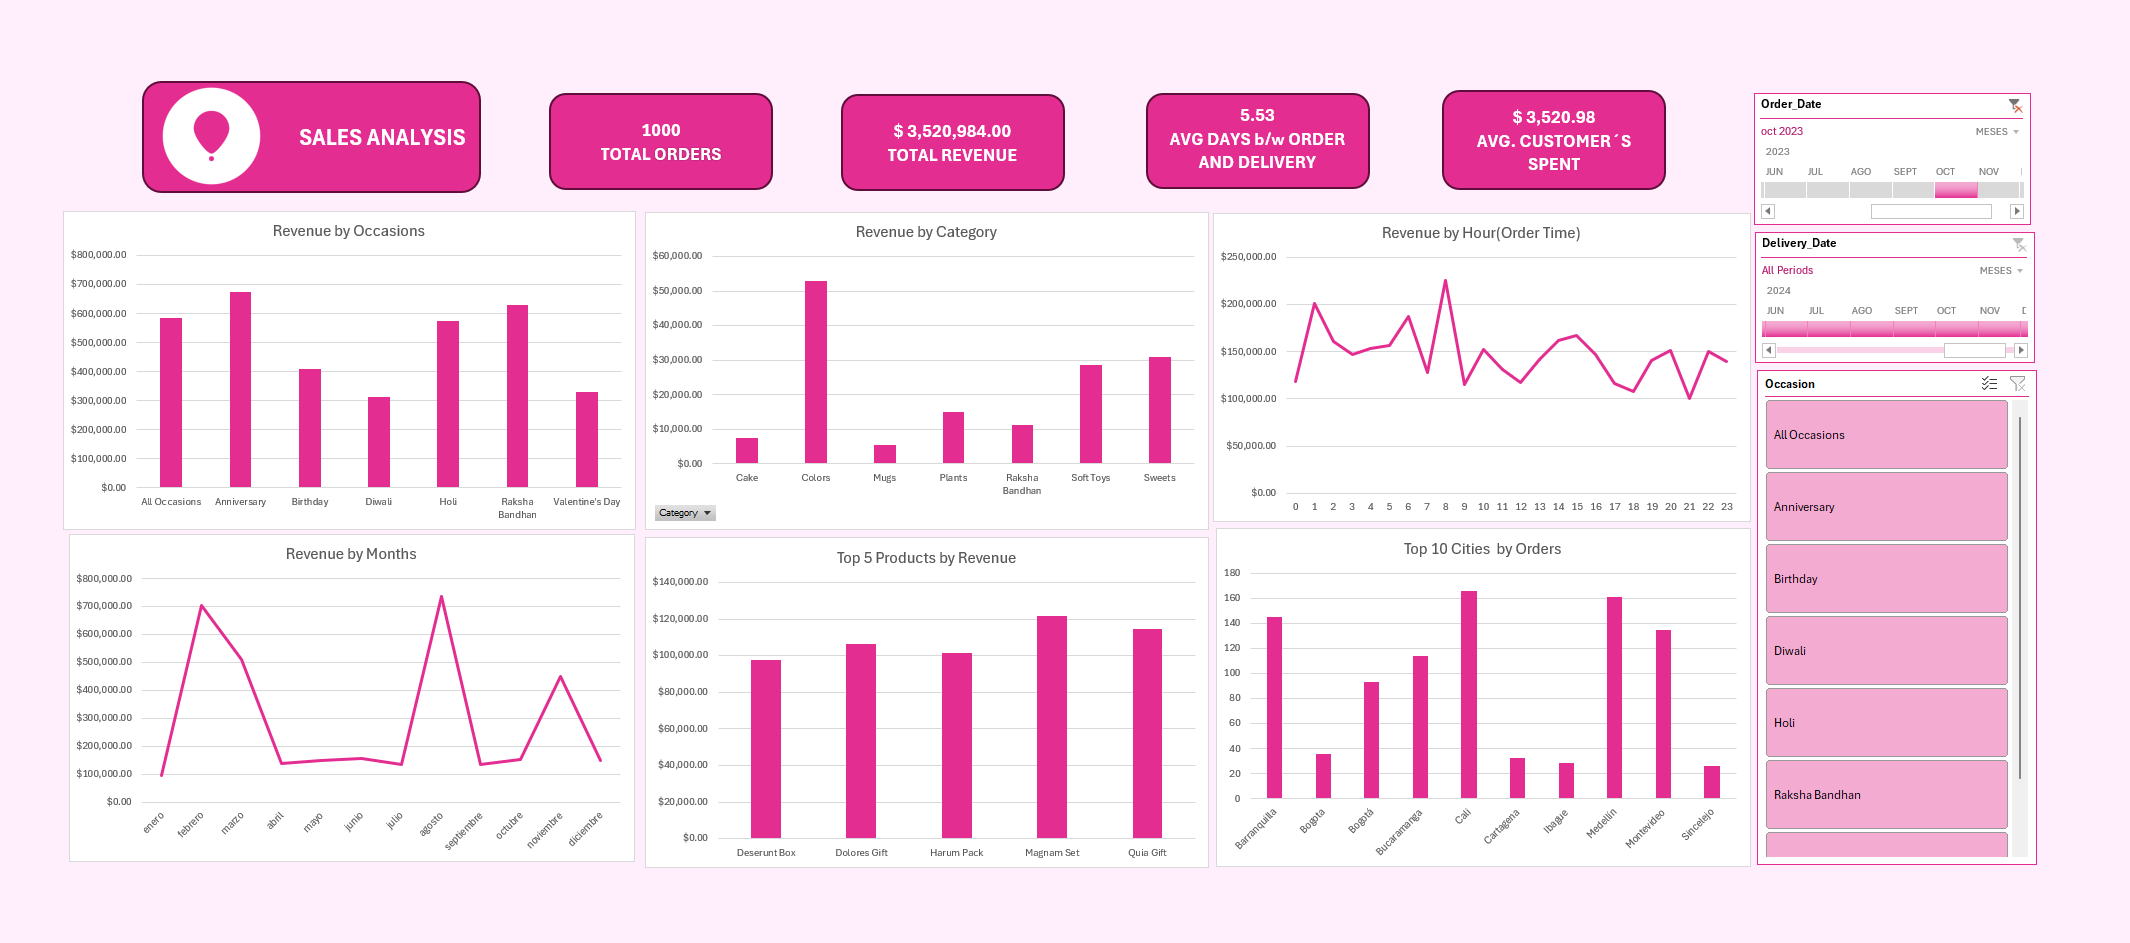 SALES ANALYSIS
1000
TOTAL ORDERS
$ 3,520,984.00
TOTAL REVENUE
5.53
AVG DAYS b/w ORDER
AND DELIVERY
$ 3,520.98
AVG. CUSTOMER´S
SPENT
Order_Date
oct 2023
MESES
2023
JUN JUL AGO SEPT OCT NOV
Delivery_Date
All Periods
MESES
2024
JUN JUL AGO SEPT OCT NOV
Occasion
All Occasions
Anniversary
Birthday
Diwali
Holi
Raksha Bandhan
Revenue by Occasions
$800,000.00
$700,000.00
$600,000.00
$500,000.00
$400,000.00
$300,000.00
$200,000.00
$100,000.00
$0.00
All Occasions Anniversary Birthday Diwali Holi Raksha Bandhan Valentine's Day
Revenue by Category
$60,000.00
$50,000.00
$40,000.00
$30,000.00
$20,000.00
$10,000.00
$0.00
Cake Colors Mugs Plants Raksha Bandhan Soft Toys Sweets
Category
Revenue by Hour(Order Time)
$250,000.00
$200,000.00
$150,000.00
$100,000.00
$50,000.00
$0.00
0 1 2 3 4 5 6 7 8 9 10 11 12 13 14 15 16 17 18 19 20 21 22 23
Revenue by Months
$800,000.00
$700,000.00
$600,000.00
$500,000.00
$400,000.00
$300,000.00
$200,000.00
$100,000.00
$0.00
enero febrero marzo abril mayo junio julio agosto septiembre octubre noviembre diciembre
Top 5 Products by Revenue
$140,000.00
$120,000.00
$100,000.00
$80,000.00
$60,000.00
$40,000.00
$20,000.00
$0.00
Deserunt Box Dolores Gift Harum Pack Magnam Set Quia Gift
Top 10 Cities by Orders
180
160
140
120
100
80
60
40
20
0
Barranquilla Bogota Bogotá Bucaramanga Cali Cartagena Ibague Medellín Montevideo Sincelejo